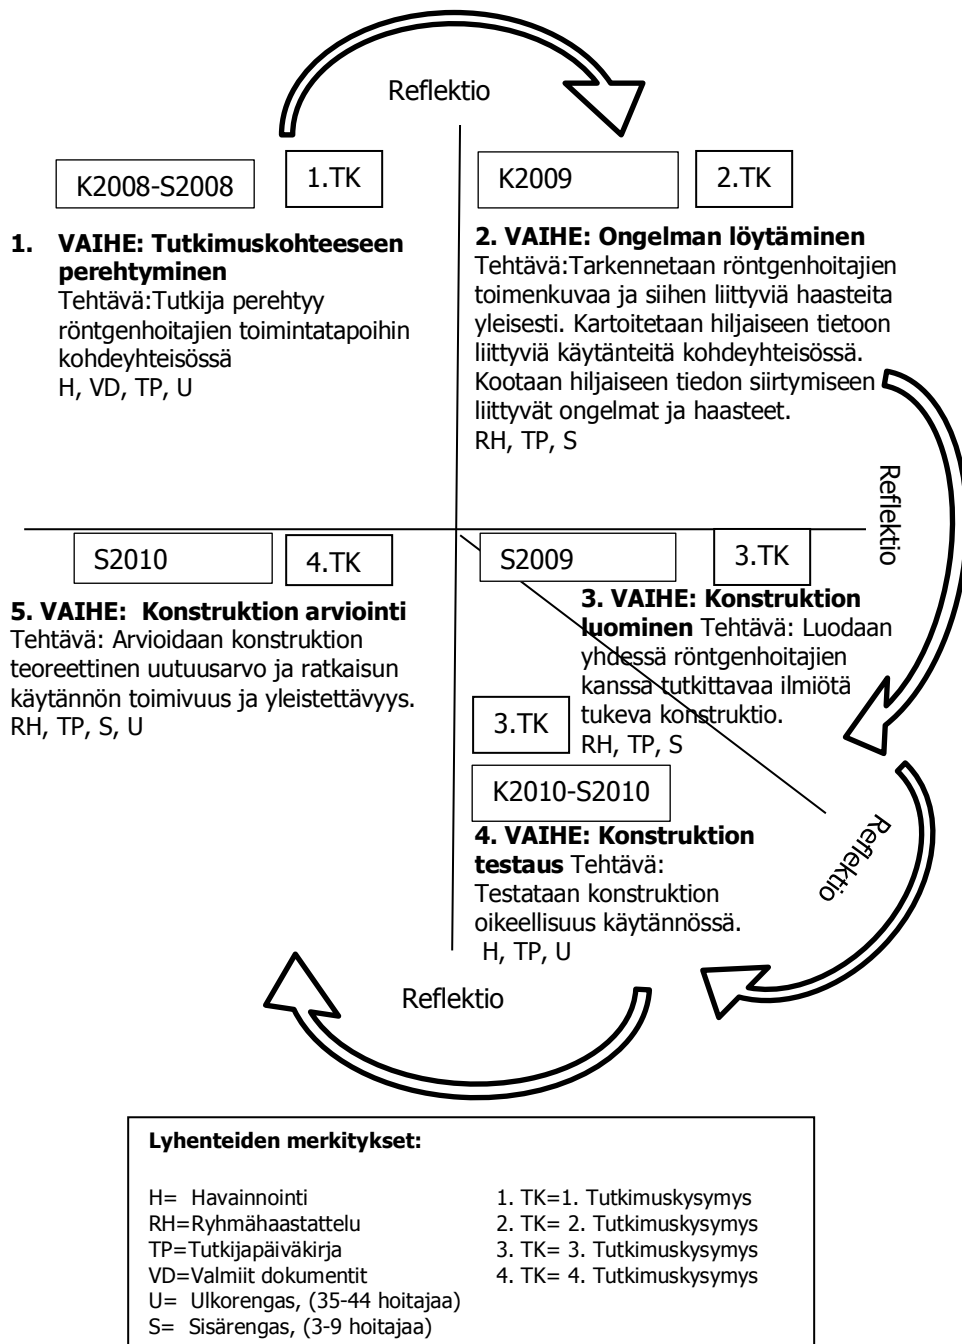 Reflektio
K2008-S2008
1.TK
1. VAIHE: Tutkimuskohteeseen
perehtyminen
Tehtävä:Tutkija perehtyy
röntgenhoitajien toimintatapoihin
kohdeyhteisössä
H, VD, TP, U
K2009
2.TK
2. VAIHE: Ongelman löytäminen
Tehtävä:Tarkennetaan röntgenhoitajien
toimenkuvaa ja siihen liittyviä haasteita
yleisesti. Kartoitetaan hiljaiseen tietoon
liittyviä käytänteitä kohdeyhteisössä.
Kootaan hiljaiseen tiedon siirtymiseen
liittyvät ongelmat ja haasteet.
RH, TP, S
Reflektio
S2009
3.TK
3. VAIHE: Konstruktion
luominen Tehtävä: Luodaan
yhdessä röntgenhoitajien
kanssa tutkittavaa ilmiötä
tukeva konstruktio.
RH, TP, S
Reflektio
3.TK
K2010-S2010
4. VAIHE: Konstruktion
testaus Tehtävä:
Testataan konstruktion
oikeellisuus käytännössä.
H, TP, U
Reflektio
S2010
4.TK
5. VAIHE: Konstruktion arviointi
Tehtävä: Arvioidaan konstruktion
teoreettinen uutuusarvo ja ratkaisun
käytännön toimivuus ja yleistettävyys.
RH, TP, S, U
Lyhenteiden merkitykset:
H= Havainnointi
RH=Ryhmähaastattelu
TP=Tutkijapäiväkirja
VD=Valmiit dokumentit
U= Ulkorengas, (35-44 hoitajaa)
S= Sisärengas, (3-9 hoitajaa)
1. TK=1. Tutkimuskysymys
2. TK= 2. Tutkimuskysymys
3. TK= 3. Tutkimuskysymys
4. TK= 4. Tutkimuskysymys